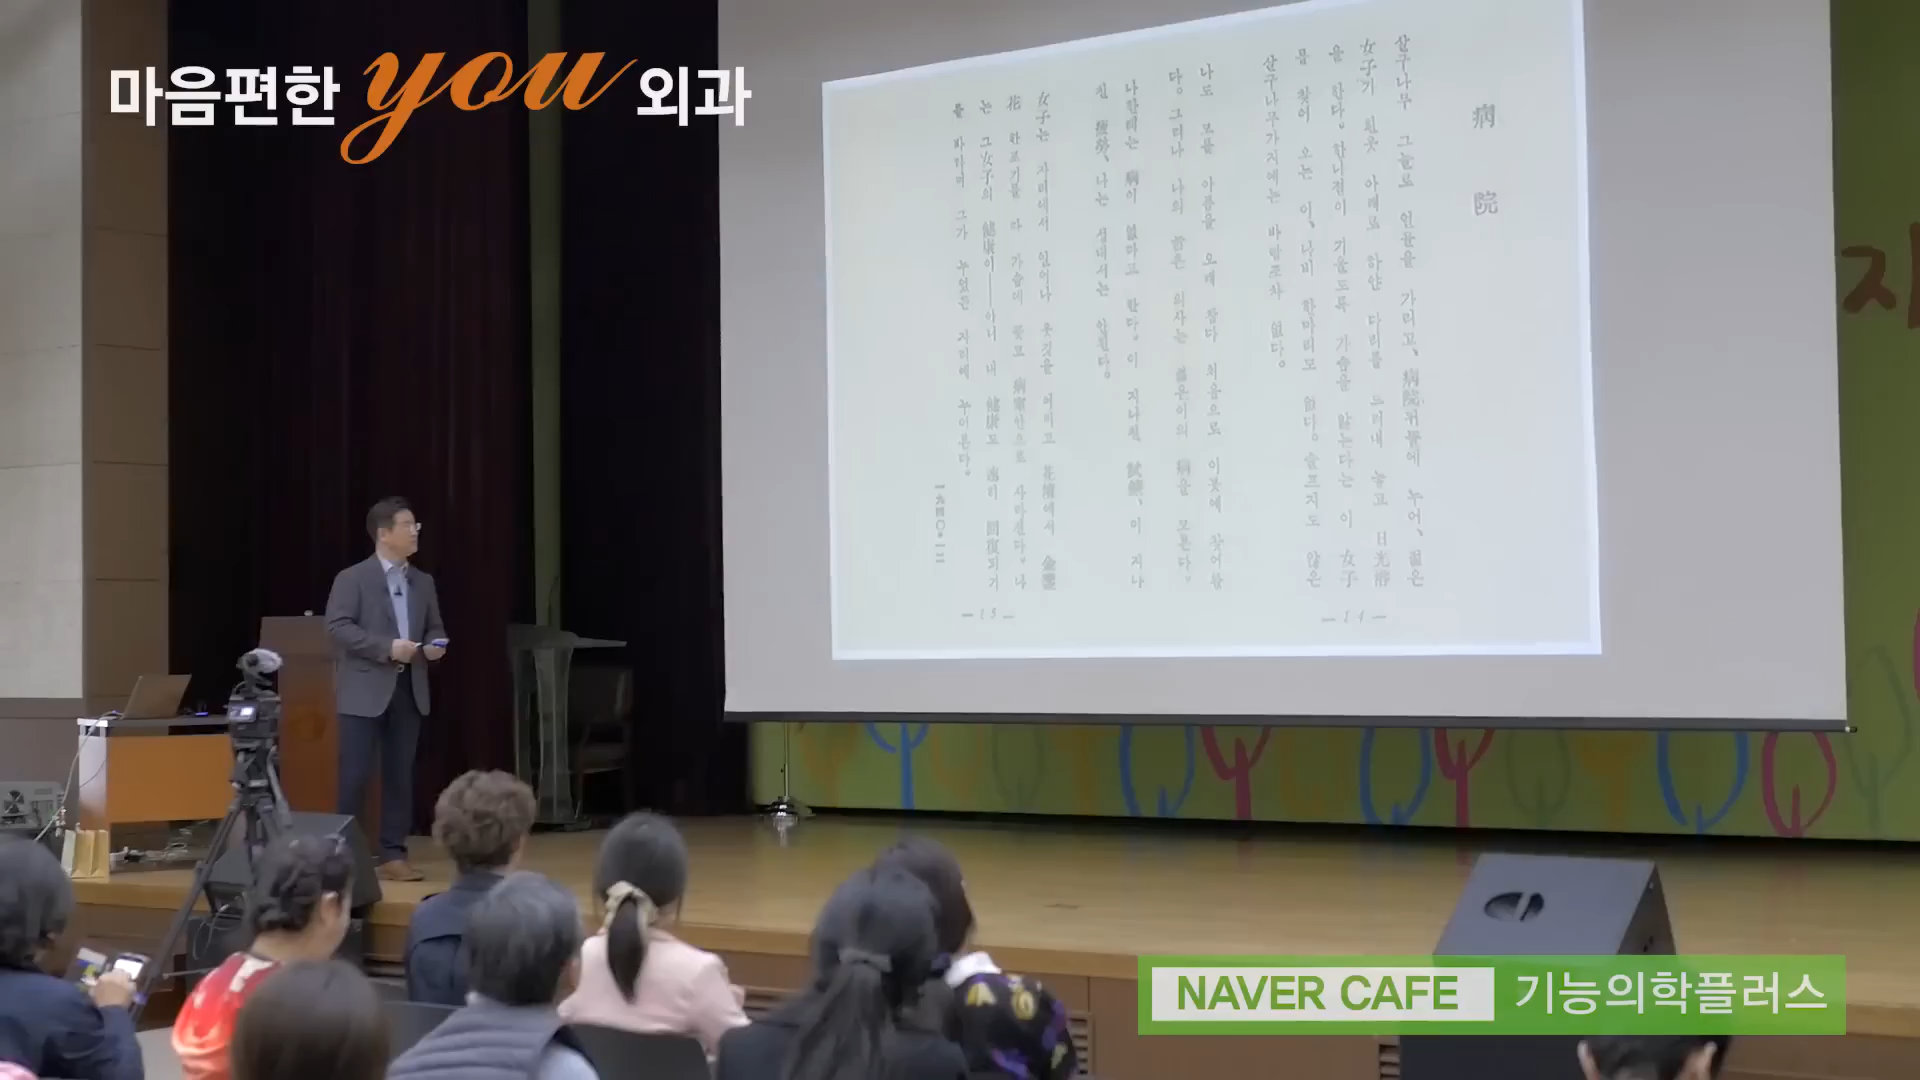 마음편한 you 외과
病院
살구나무 그늘로 얼골을 가리고、病院뒤뜰에 누어、젊은
女子가 힌옷 아래로 하얀 다리를 드러내 놓고 日光浴
을 한다。한나절이 기울도록 가슴을 앓는다는 이 女子
를 찾어 오는 이、나비 한마리도 없다。슬프지도 않은
살구나무가지에는 바람조차 없다。
—14—
나도 모를 아픔을 오래 참다 처음으로 이곳에 찾어왔
다。그러나 나의 늙은 의사는 젊은이의 病을 모른다。
나한테는 病이 없다고 한다。이 지나친 試鍊、이 지나
친 疲勞、나는 성내서는 않된다。
女子는 자리에서 일어나 옷깃을 여미고 花壇에서 金盞
花 한포기를 따 가슴에 꽂고 病室안으로 사라진다。나
는 그女子의 健康이——아니 내 健康도 速히 回復되기
를 바라며 그가 누었든 자리에 누어본다。
一九四〇·一二
—15—
NAVER CAFE 기능의학플러스